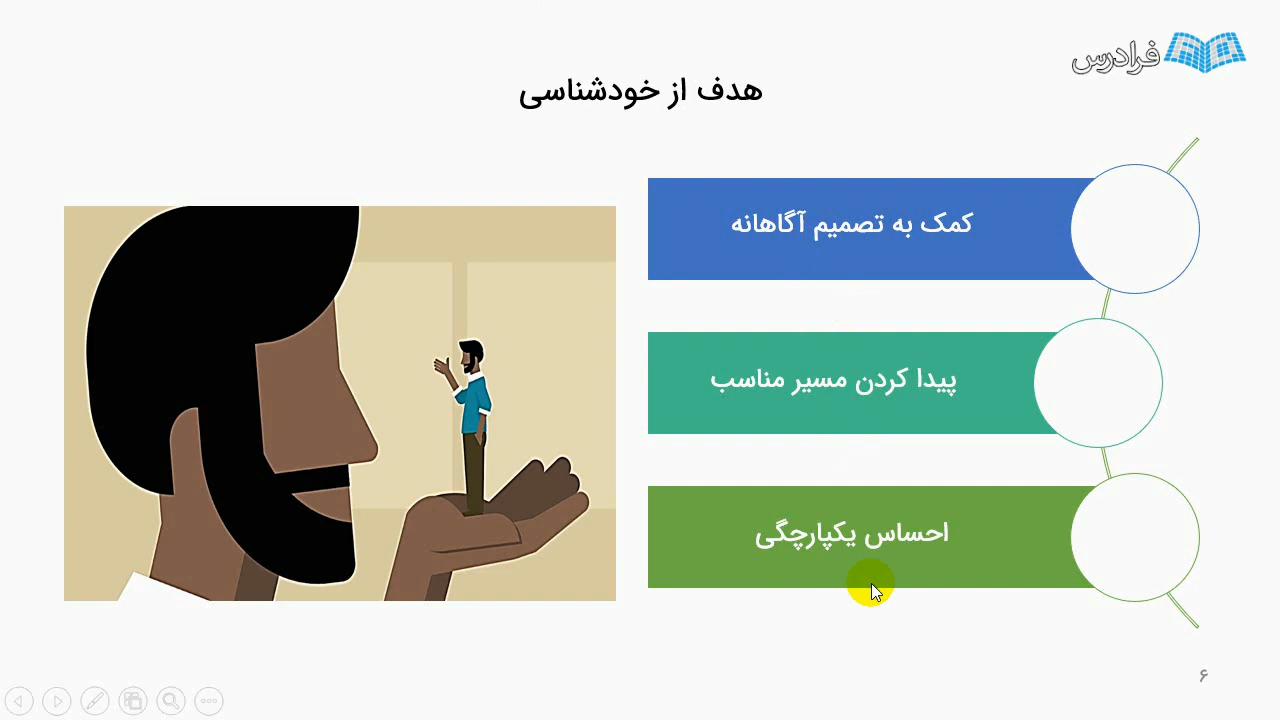 فرادرس
هدف از خودشناسی
کمک به تصمیم آگاهانه
پیدا کردن مسیر مناسب
احساس یکپارچگی
۶